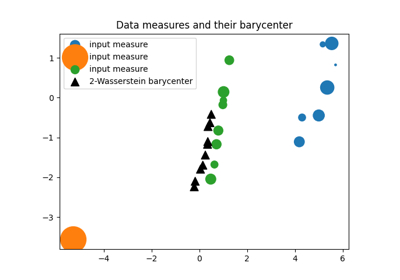 Data measures and their barycenter
input measure
input measure
input measure
2-Wasserstein barycenter
1
0
−1
−2
−3
−4
−2
0
2
4
6